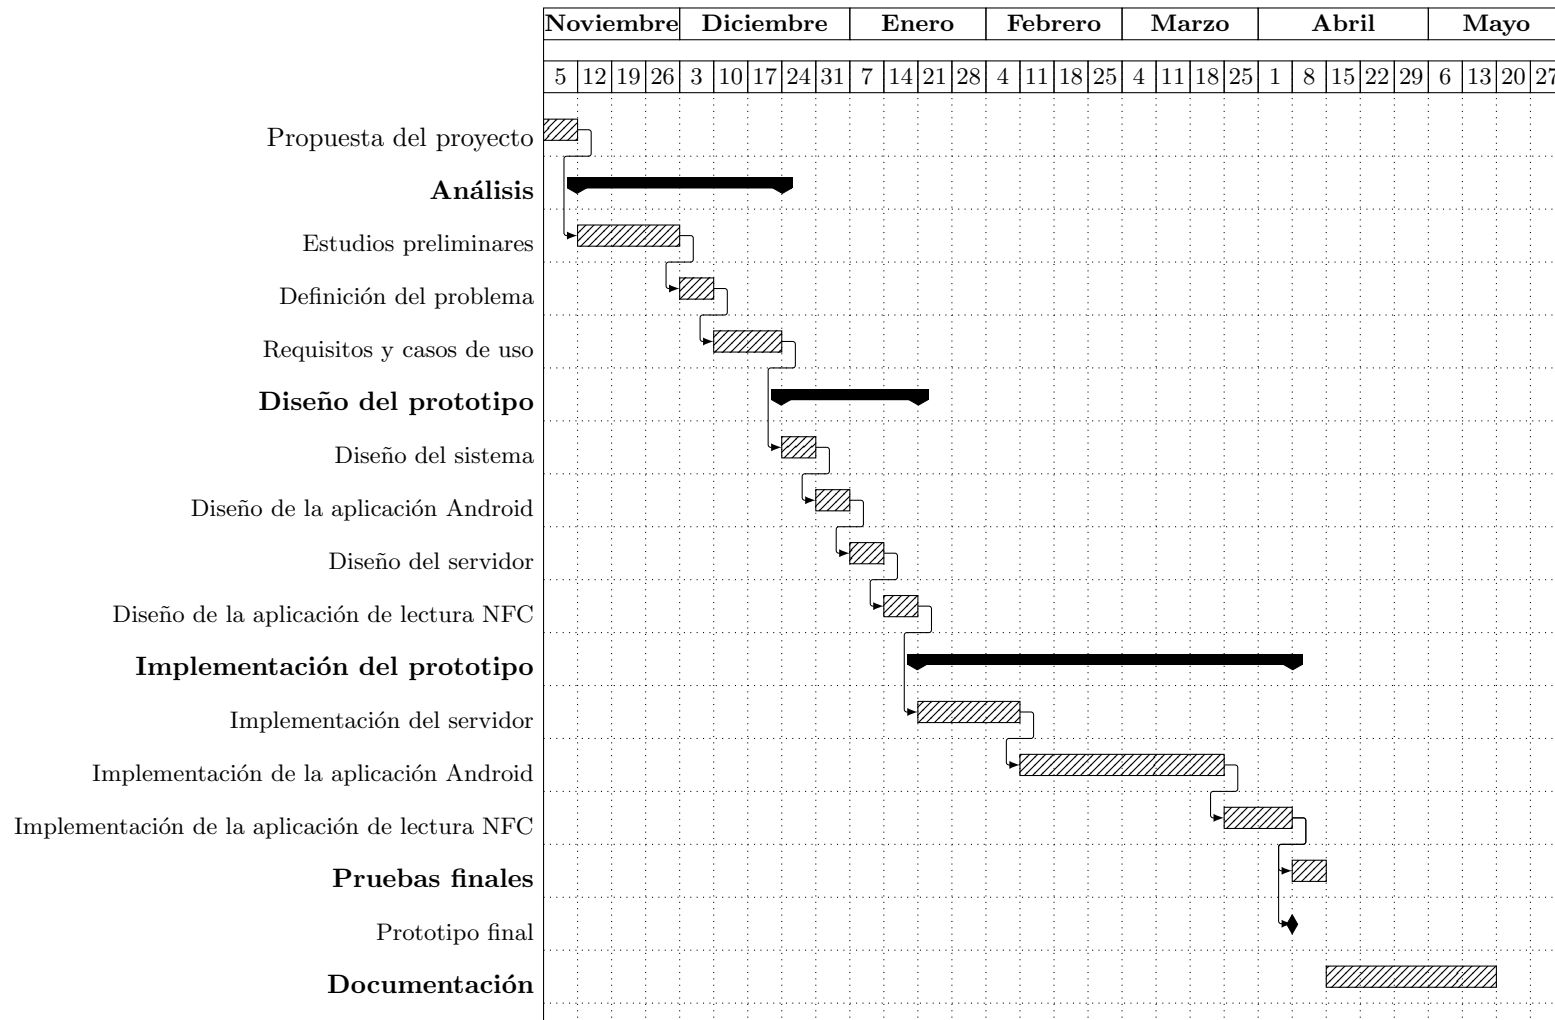 Noviembre Diciembre Enero Febrero Marzo Abril Mayo
5 12 19 26 3 10 17 24 31 7 14 21 28 4 11 18 25 4 11 18 25 1 8 15 22 29 6 13 20 27
Propuesta del proyecto
Análisis
Estudios preliminares
Definición del problema
Requisitos y casos de uso
Diseño del prototipo
Diseño del sistema
Diseño de la aplicación Android
Diseño del servidor
Diseño de la aplicación de lectura NFC
Implementación del prototipo
Implementación del servidor
Implementación de la aplicación Android
Implementación de la aplicación de lectura NFC
Pruebas finales
Prototipo final
Documentación